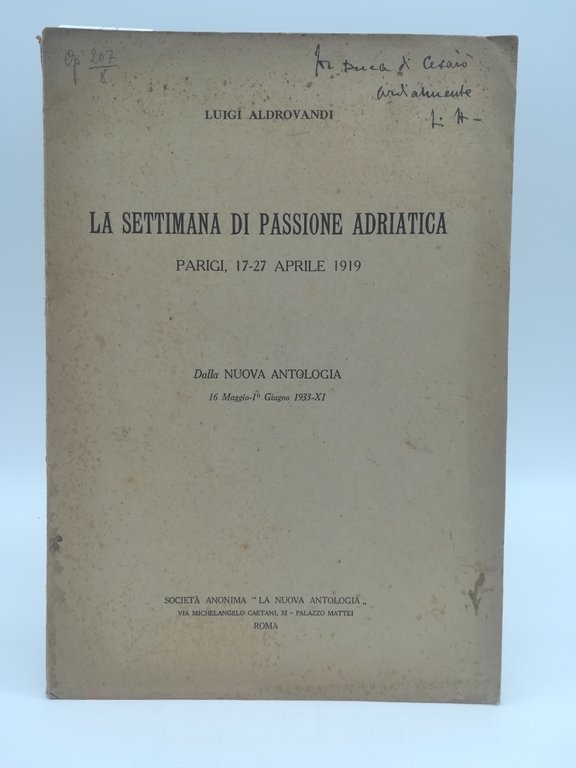 Op 207
8
Duca di Cesarò
cordialmente
L. A-
LUIGI ALDROVANDI
LA SETTIMANA DI PASSIONE ADRIATICA
PARIGI, 17-27 APRILE 1919
Dalla NUOVA ANTOLOGIA
16 Maggio-1º Giugno 1933-XI
SOCIETÀ ANONIMA "LA NUOVA ANTOLOGIA„
VIA MICHELANGELO CAETANI, 32 - PALAZZO MATTEI
ROMA